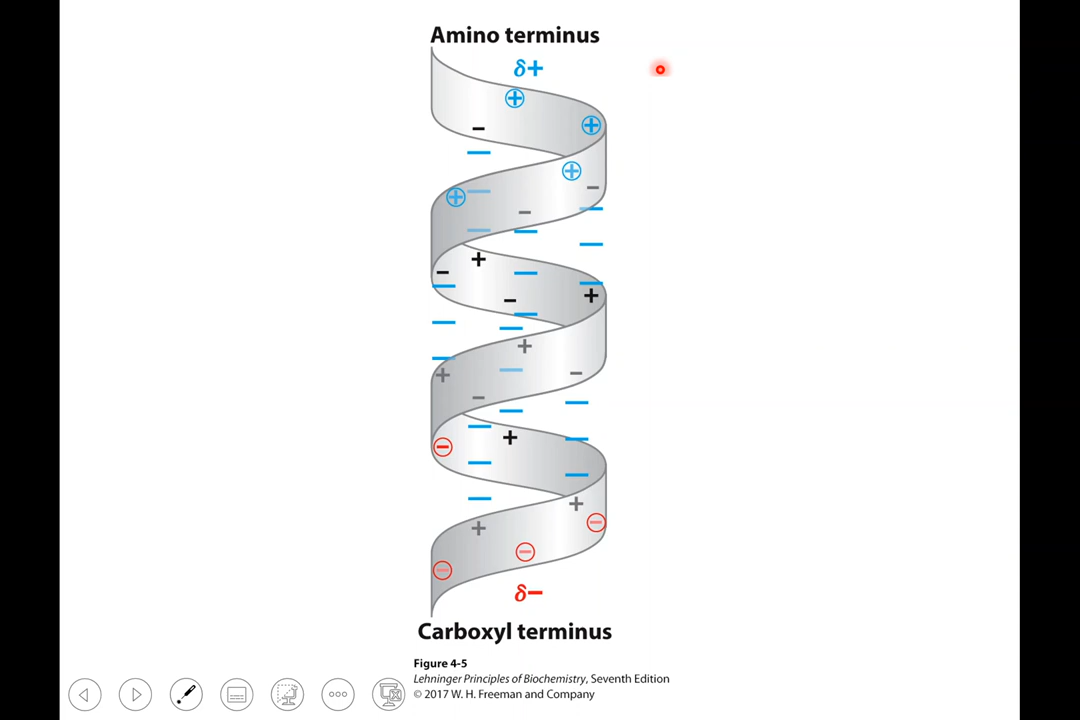 Amino terminus
δ+
δ−
Carboxyl terminus
Figure 4-5
Lehninger Principles of Biochemistry, Seventh Edition
© 2017 W. H. Freeman and Company